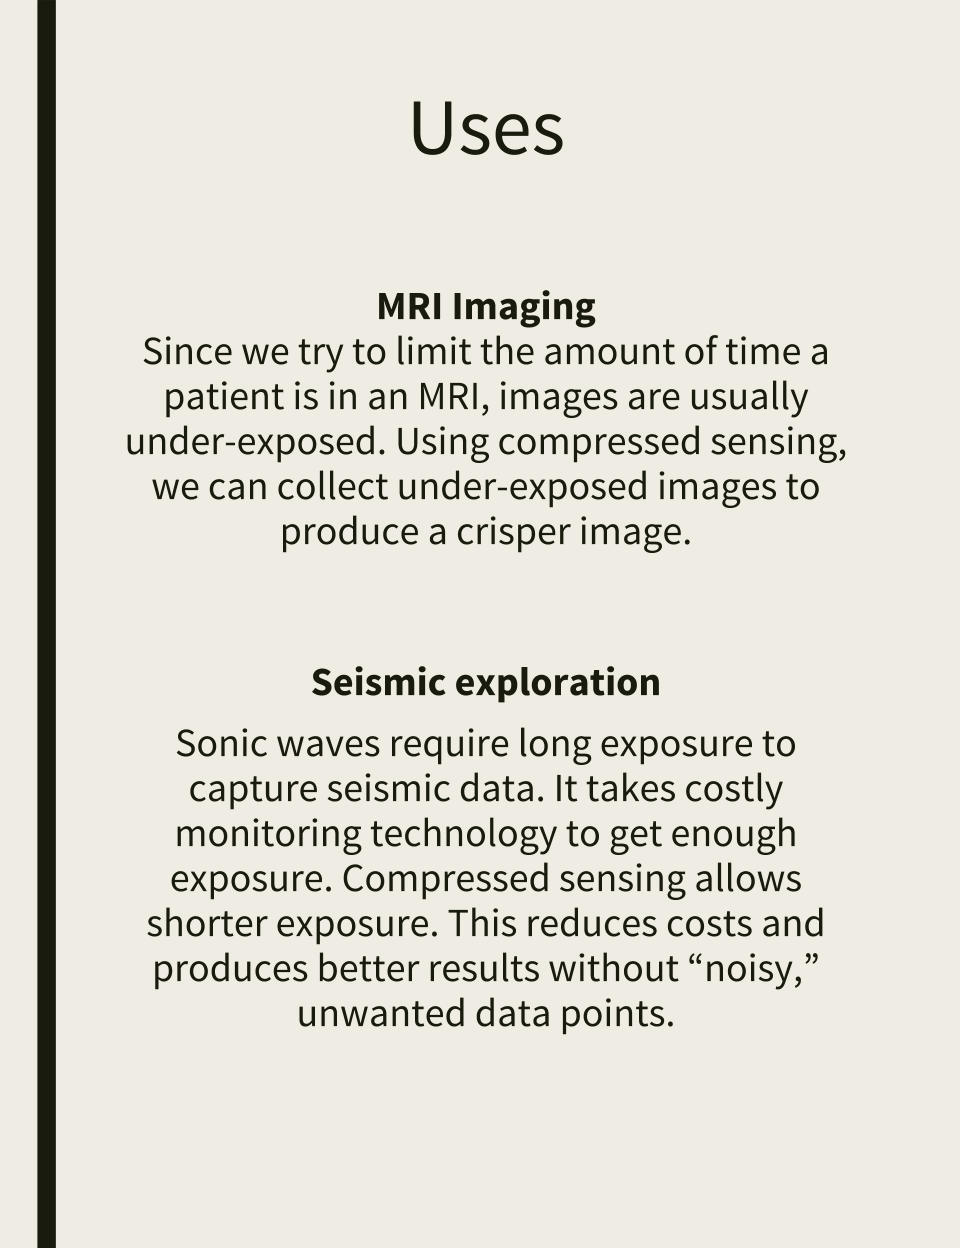 Uses
MRI Imaging
Since we try to limit the amount of time a
patient is in an MRI, images are usually
under-exposed. Using compressed sensing,
we can collect under-exposed images to
produce a crisper image.
Seismic exploration
Sonic waves require long exposure to
capture seismic data. It takes costly
monitoring technology to get enough
exposure. Compressed sensing allows
shorter exposure. This reduces costs and
produces better results without “noisy,”
unwanted data points.